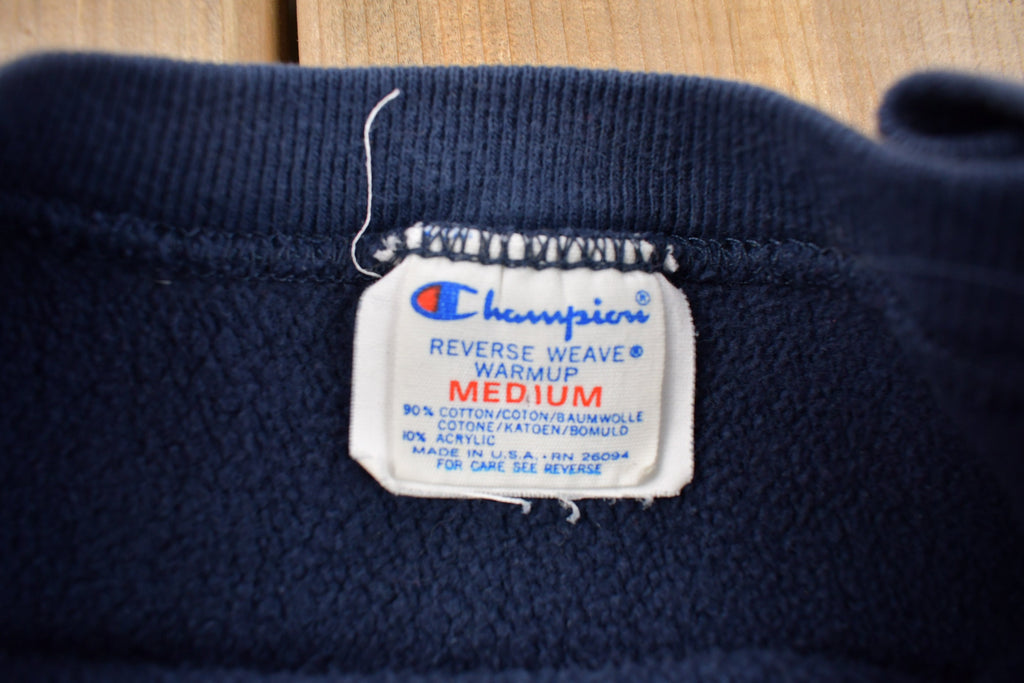 Champion®
REVERSE WEAVE®
WARMUP
MEDIUM
90% COTTON/COTON/BAUMWOLLE
COTONE/KATOEN/BOMULD
10% ACRYLIC
MADE IN U.S.A. · RN 26094
FOR CARE SEE REVERSE